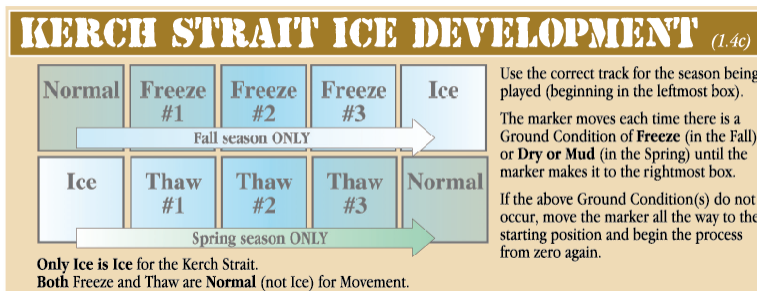 KERCH STRAIT ICE DEVELOPMENT (1.4c)
Normal Freeze #1 Freeze #2 Freeze #3 Ice
Fall season ONLY
Ice Thaw #1 Thaw #2 Thaw #3 Normal
Spring season ONLY
Only Ice is Ice for the Kerch Strait.
Both Freeze and Thaw are Normal (not Ice) for Movement.
Use the correct track for the season being
played (beginning in the leftmost box).
The marker moves each time there is a
Ground Condition of Freeze (in the Fall)
or Dry or Mud (in the Spring) until the
marker makes it to the rightmost box.
If the above Ground Condition(s) do not
occur, move the marker all the way to the
starting position and begin the process
from zero again.